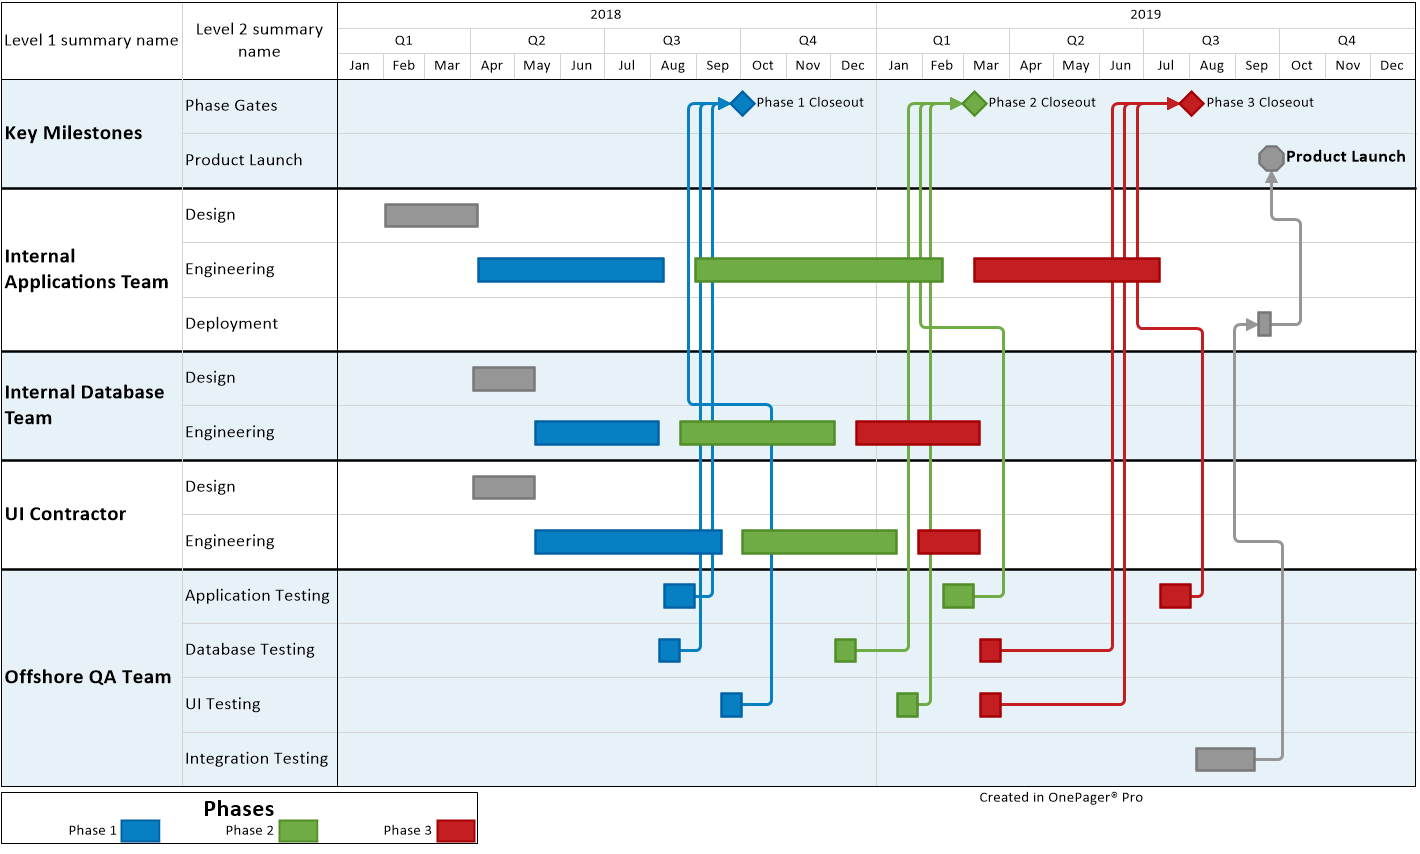 2018 2019
Level 1 summary name
Level 2 summary
name
Q1 Q2 Q3 Q4 Q1 Q2 Q3 Q4
Jan Feb Mar Apr May Jun Jul Aug Sep Oct Nov Dec Jan Feb Mar Apr May Jun Jul Aug Sep Oct Nov Dec
Key Milestones
Phase Gates
Phase 1 Closeout Phase 2 Closeout Phase 3 Closeout
Product Launch
Product Launch
Internal
Applications Team
Design
Engineering
Deployment
Internal Database
Team
Design
Engineering
UI Contractor
Design
Engineering
Offshore QA Team
Application Testing
Database Testing
UI Testing
Integration Testing
Created in OnePager® Pro
Phases
Phase 1 Phase 2 Phase 3